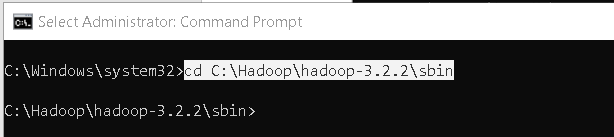 Select Administrator: Command Prompt
C:\Windows\system32>cd C:\Hadoop\hadoop-3.2.2\sbin
C:\Hadoop\hadoop-3.2.2\sbin>